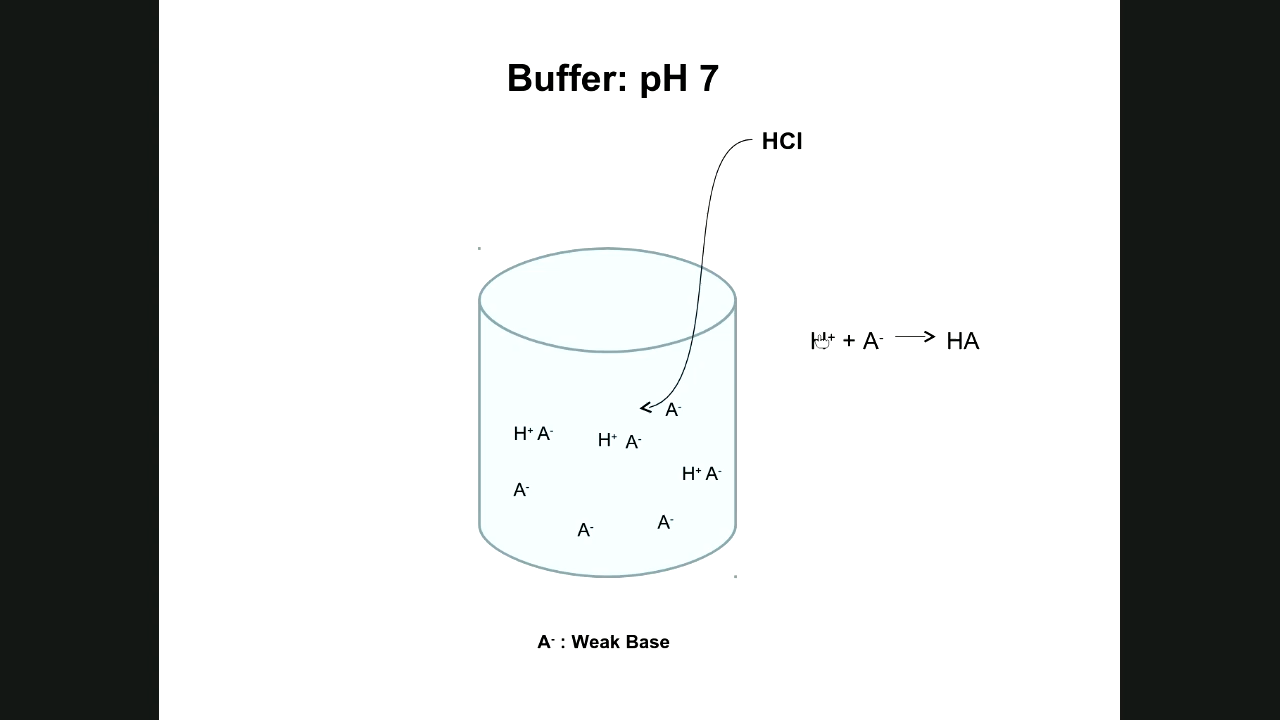 Buffer: pH 7
HCl
H⁺ + A⁻ ⟶ HA
A⁻
H⁺ A⁻
H⁺ A⁻
H⁺ A⁻
A⁻
A⁻
A⁻
A⁻ : Weak Base